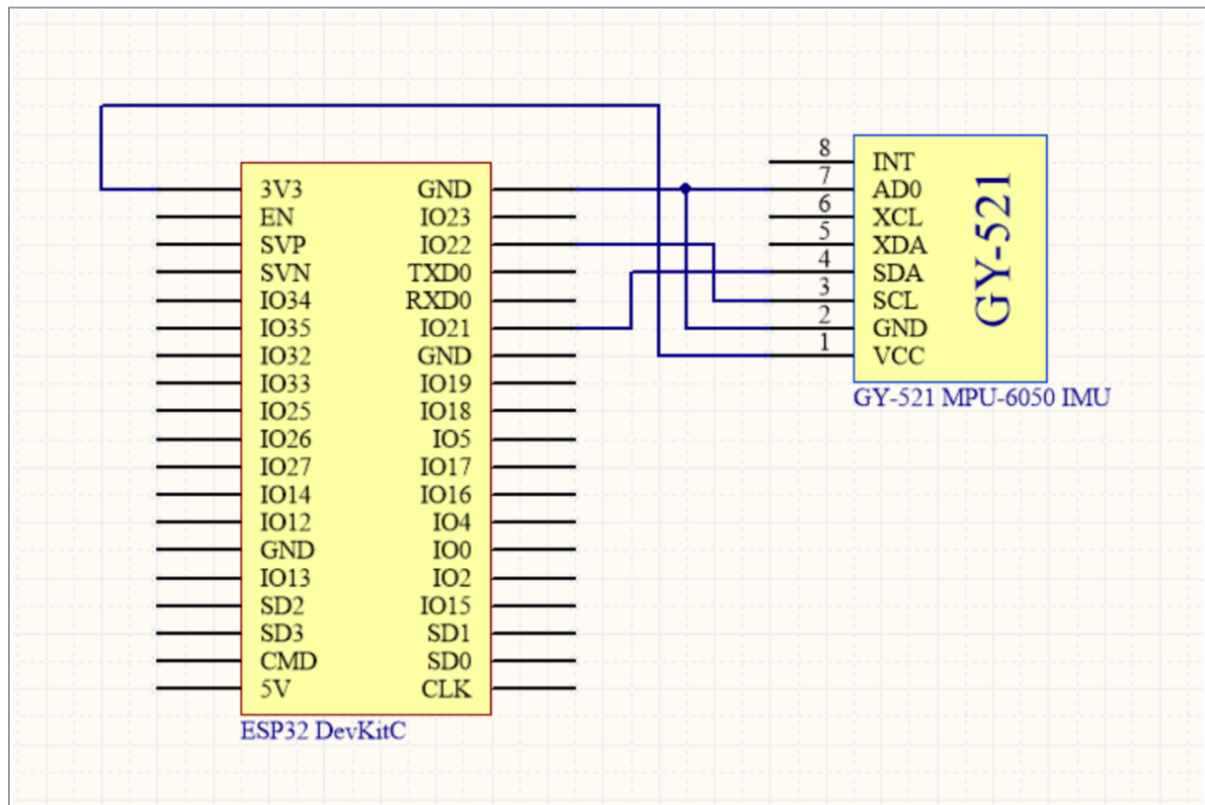 3V3 GND
EN IO23
SVP IO22
SVN TXD0
IO34 RXD0
IO35 IO21
IO32 GND
IO33 IO19
IO25 IO18
IO26 IO5
IO27 IO17
IO14 IO16
IO12 IO4
GND IO0
IO13 IO2
SD2 IO15
SD3 SD1
CMD SD0
5V CLK
ESP32 DevKitC
8 INT
7 AD0
6 XCL
5 XDA
4 SDA
3 SCL
2 GND
1 VCC
GY-521
GY-521 MPU-6050 IMU